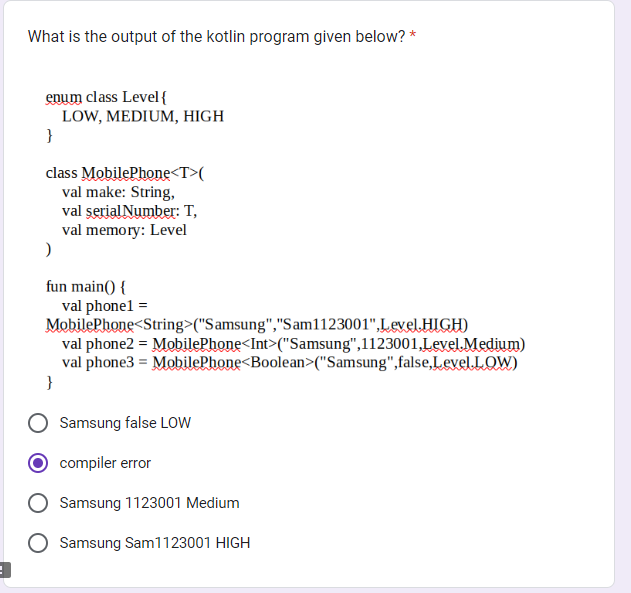 What is the output of the kotlin program given below? *
enum class Level{
LOW, MEDIUM, HIGH
}
class MobilePhone<T>(
val make: String,
val serialNumber: T,
val memory: Level
)
fun main() {
val phone1 =
MobilePhone<String>("Samsung","Sam1123001",Level.HIGH)
val phone2 = MobilePhone<Int>("Samsung",1123001,Level.Medium)
val phone3 = MobilePhone<Boolean>("Samsung",false,Level.LOW)
}
Samsung false LOW
compiler error
Samsung 1123001 Medium
Samsung Sam1123001 HIGH